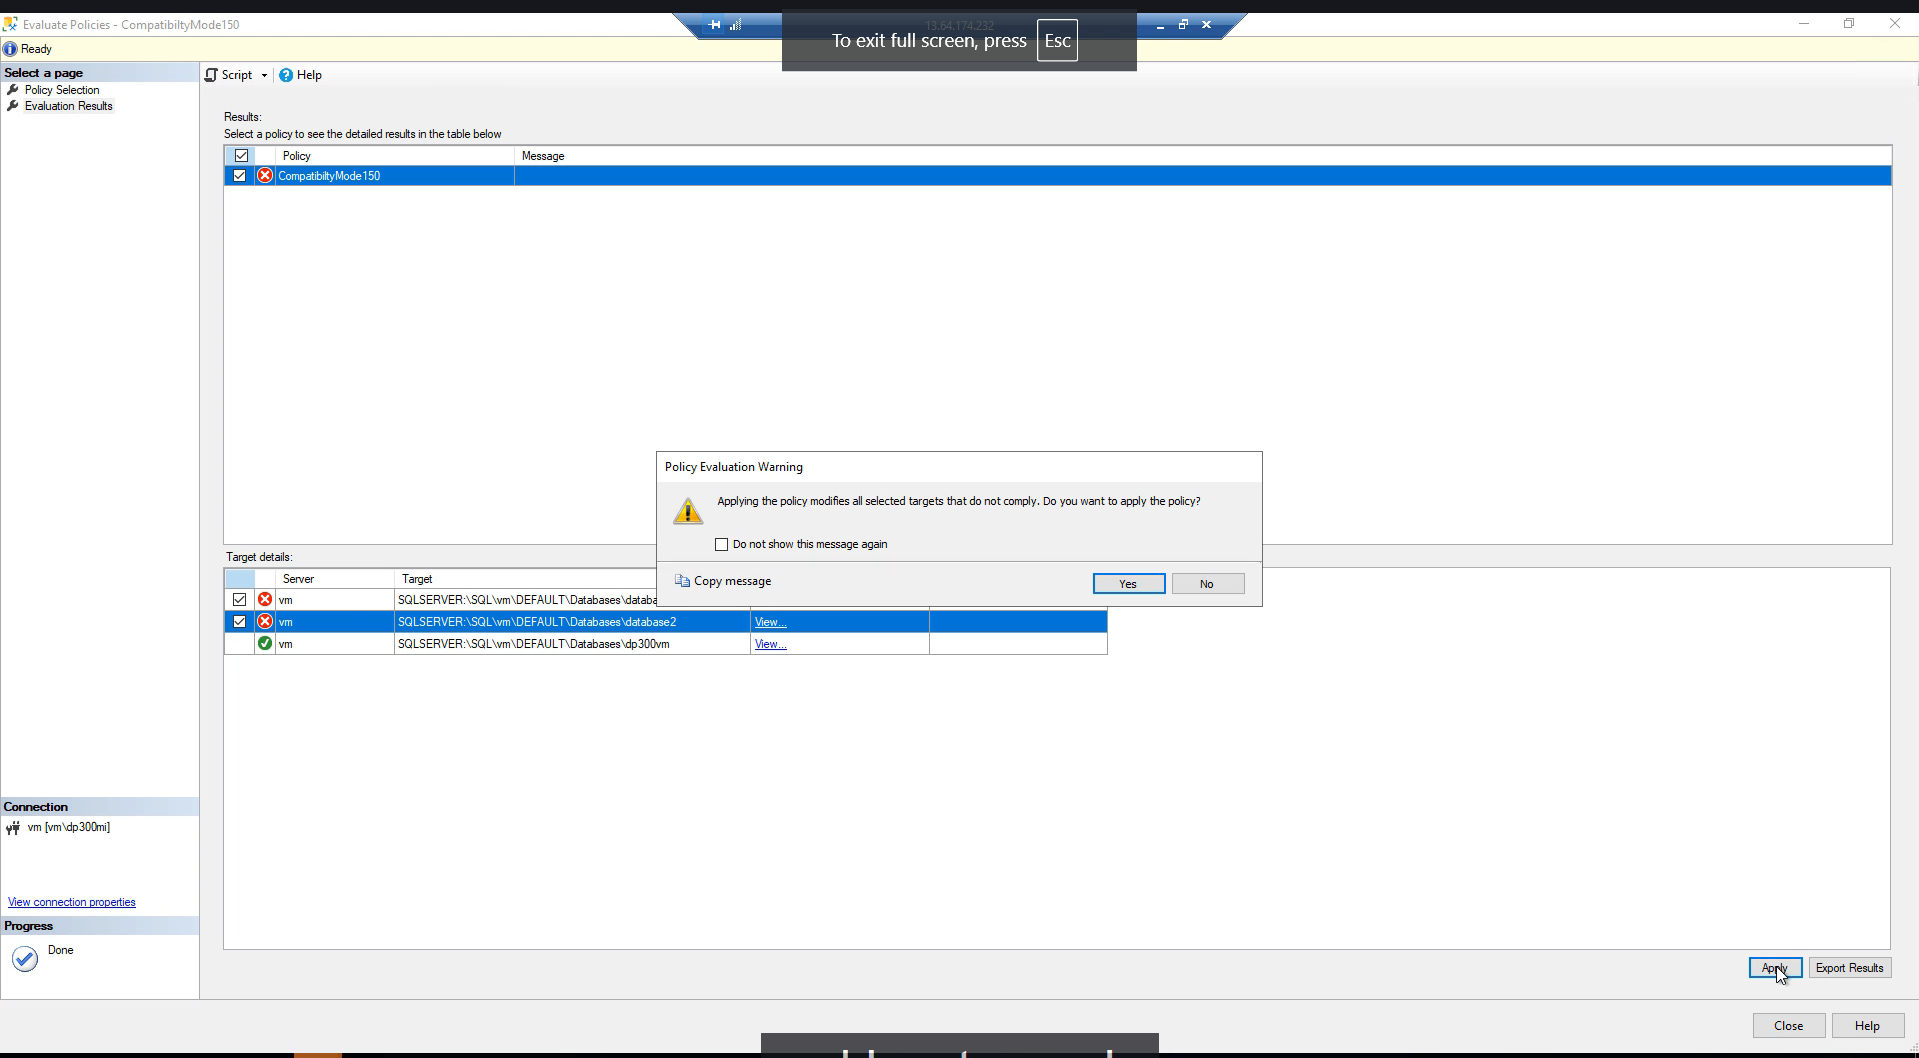 Evaluate Policies - CompatibiltyMode150
13.64.174.232
To exit full screen, press Esc
Ready
Select a page
Policy Selection
Evaluation Results
Script
Help
Results:
Select a policy to see the detailed results in the table below
Policy Message
CompatibiltyMode150
Policy Evaluation Warning
Applying the policy modifies all selected targets that do not comply. Do you want to apply the policy?
Do not show this message again
Copy message
Yes
No
Target details:
Server Target
vm SQLSERVER:\SQL\vm\DEFAULT\Databases\databa
vm SQLSERVER:\SQL\vm\DEFAULT\Databases\database2 View...
vm SQLSERVER:\SQL\vm\DEFAULT\Databases\dp300vm View...
Connection
vm [vm\dp300mi]
View connection properties
Progress
Done
Apply
Export Results
Close
Help